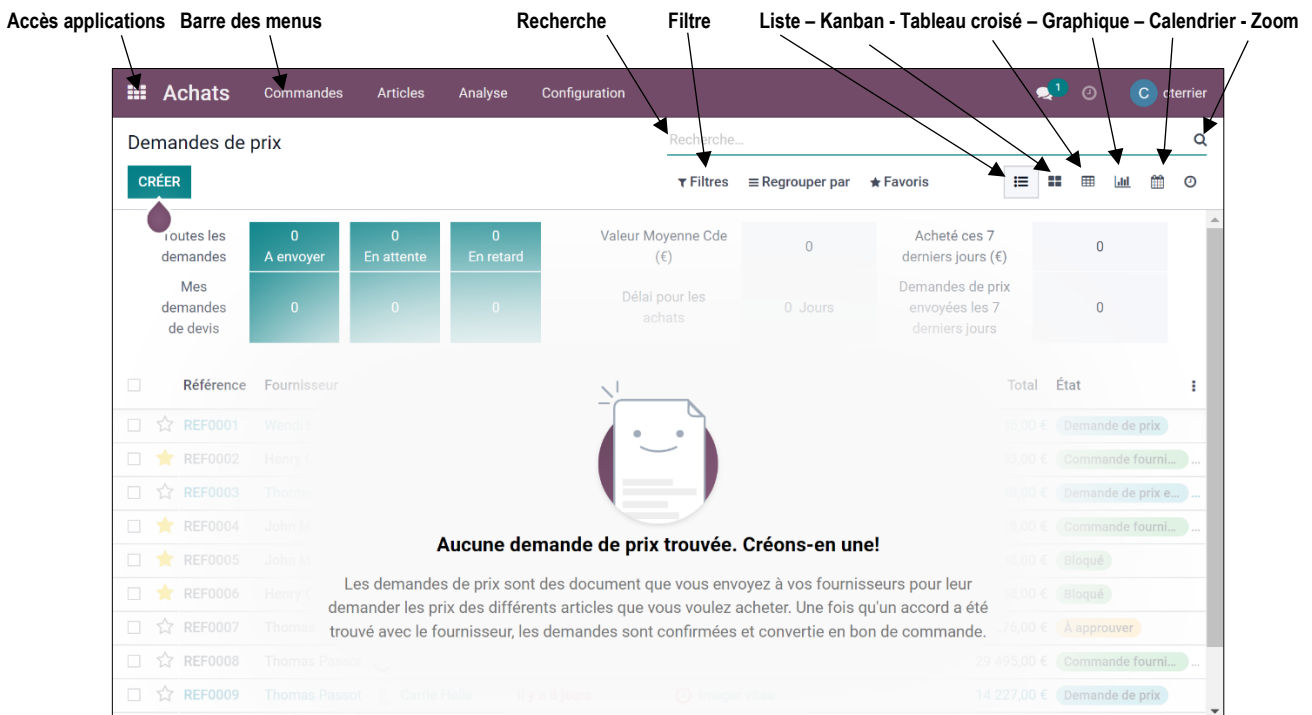 Accès applications Barre des menus Recherche Filtre Liste – Kanban - Tableau croisé – Graphique – Calendrier - Zoom
Achats Commandes Articles Analyse Configuration 1 C cterrier
Demandes de prix Recherche...
CRÉER Filtres Regrouper par Favoris
Toutes les demandes
0 A envoyer
0 En attente
0 En retard
Valeur Moyenne Cde (€)
0
Acheté ces 7 derniers jours (€)
0
Mes demandes de devis
0
0
0
Délai pour les achats
0 Jours
Demandes de prix envoyées les 7 derniers jours
0
Référence Fournisseur Total État
REF0001 Demande de prix
REF0002 Henry Commande fourni... ...
REF0003 Demande de prix e... ...
REF0004 John M Commande fourni... ...
Aucune demande de prix trouvée. Créons-en une!
REF0005 John M Bloqué
Les demandes de prix sont des document que vous envoyez à vos fournisseurs pour leur
REF0006 Henry Bloqué
demander les prix des différents articles que vous voulez acheter. Une fois qu'un accord a été
REF0007 Thomas À approuver
trouvé avec le fournisseur, les demandes sont confirmées et convertie en bon de commande.
REF0008 Thomas Passot 29 495,00 € Commande fourni... ...
REF0009 Thomas Passot Il y a 8 jours 14 227,00 € Demande de prix